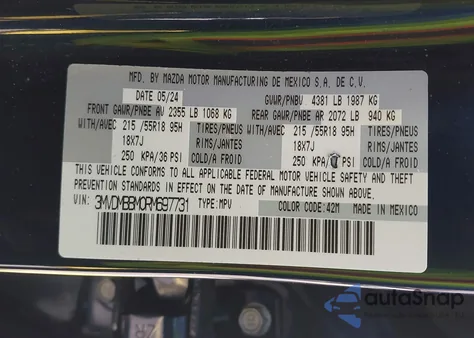 MFD. BY MAZDA MOTOR MANUFACTURING DE MEXICO S.A. DE C.V.
DATE 05/24 GVWR/PNBV 4381 LB 1987 KG
FRONT GAWR/PNBE AV 2355 LB 1068 KG REAR GAWR/PNBE AR 2072 LB 940 KG
WITH/AVEC 215/55R18 95H TIRES/PNEUS WITH/AVEC 215/55R18 95H TIRES/PNEUS
18X7J RIMS/JANTES 18X7J RIMS/JANTES
250 KPA/36 PSI COLD/A FROID 250 KPA/ PSI COLD/A FROID
THIS VEHICLE CONFORMS TO ALL APPLICABLE FEDERAL MOTOR VEHICLE SAFETY AND THEFT
PREVENTION STANDARDS IN EFFECT ON THE DATE OF MANUFACTURE SHOWN ABOVE.
VIN: 3MVDMBBM0RM697731 TYPE: MPV COLOR CODE: 42M MADE IN MEXICO
autoSnap